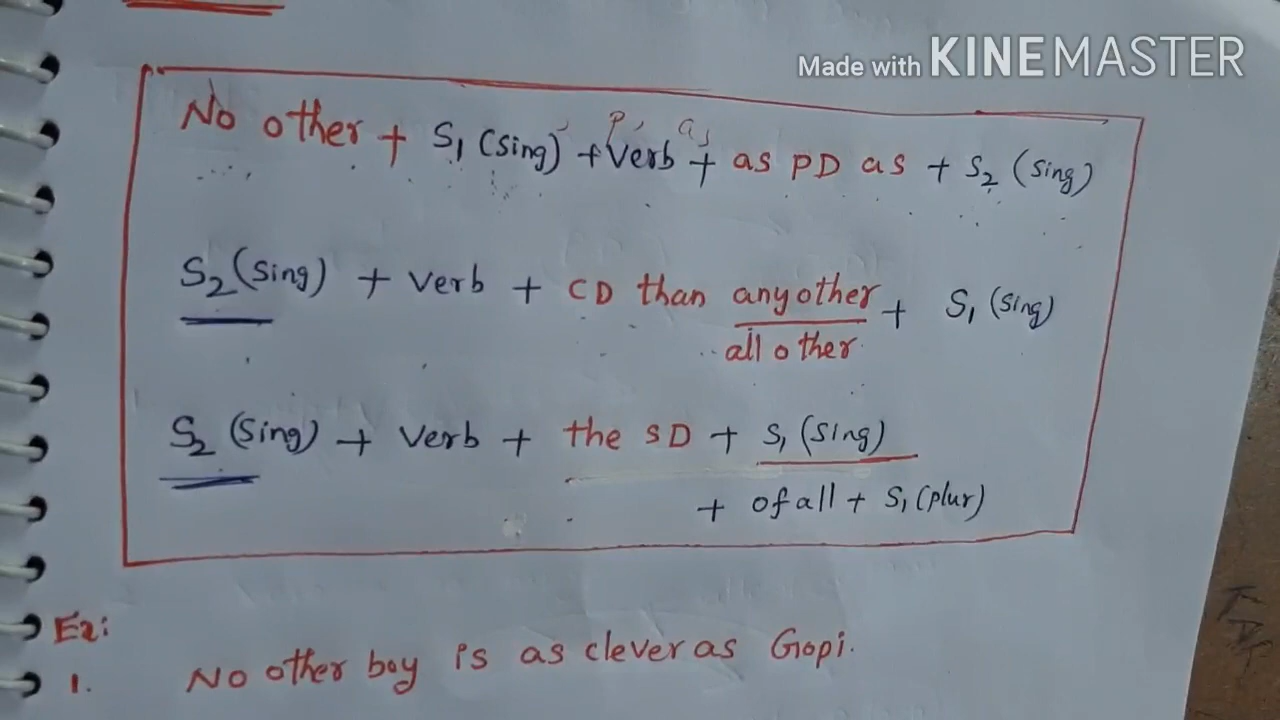 Made with KINEMASTER
No other + S₁ (Sing) + Verb + as PD as + S₂ (Sing)
S₂ (Sing) + Verb + CD than anyother + S₁ (Sing)
all other
S₂ (Sing) + Verb + the SD + S₁ (Sing)
+ of all + S₁ (plur)
Ex:
1. No other boy is as clever as Gopi.